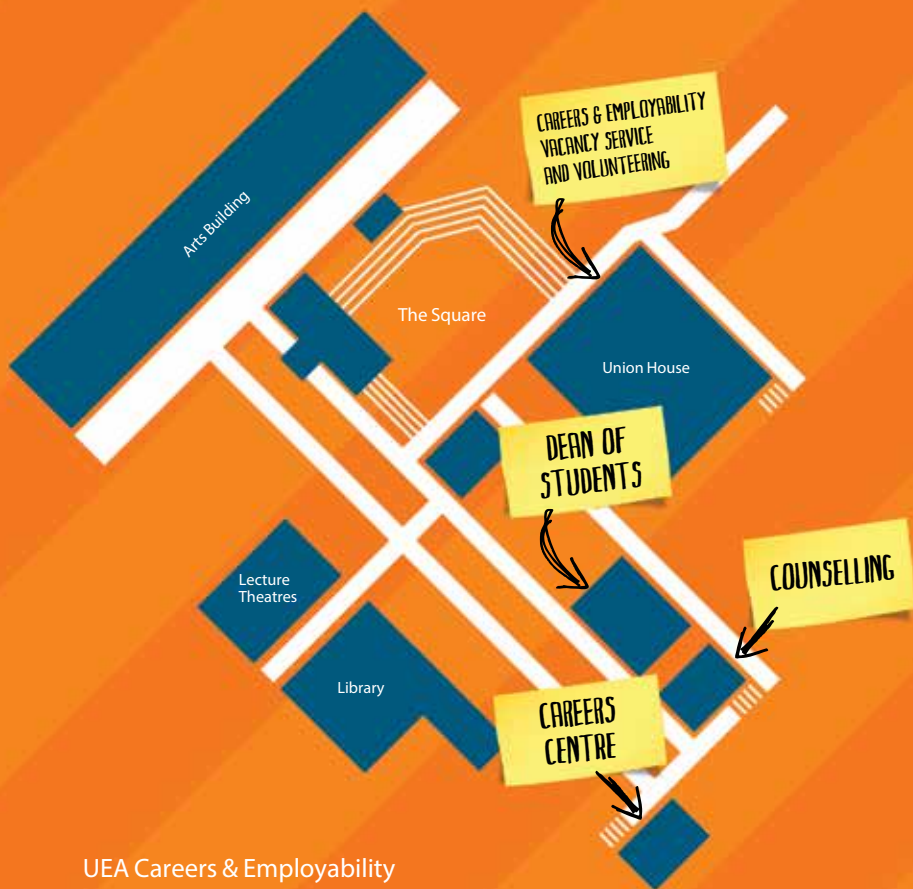 CAREERS & EMPLOYABILITY
VACANCY SERVICE
AND VOLUNTEERING
Arts Building
The Square
Union House
DEAN OF
STUDENTS
COUNSELLING
Lecture
Theatres
Library
CAREERS
CENTRE
UEA Careers & Employability